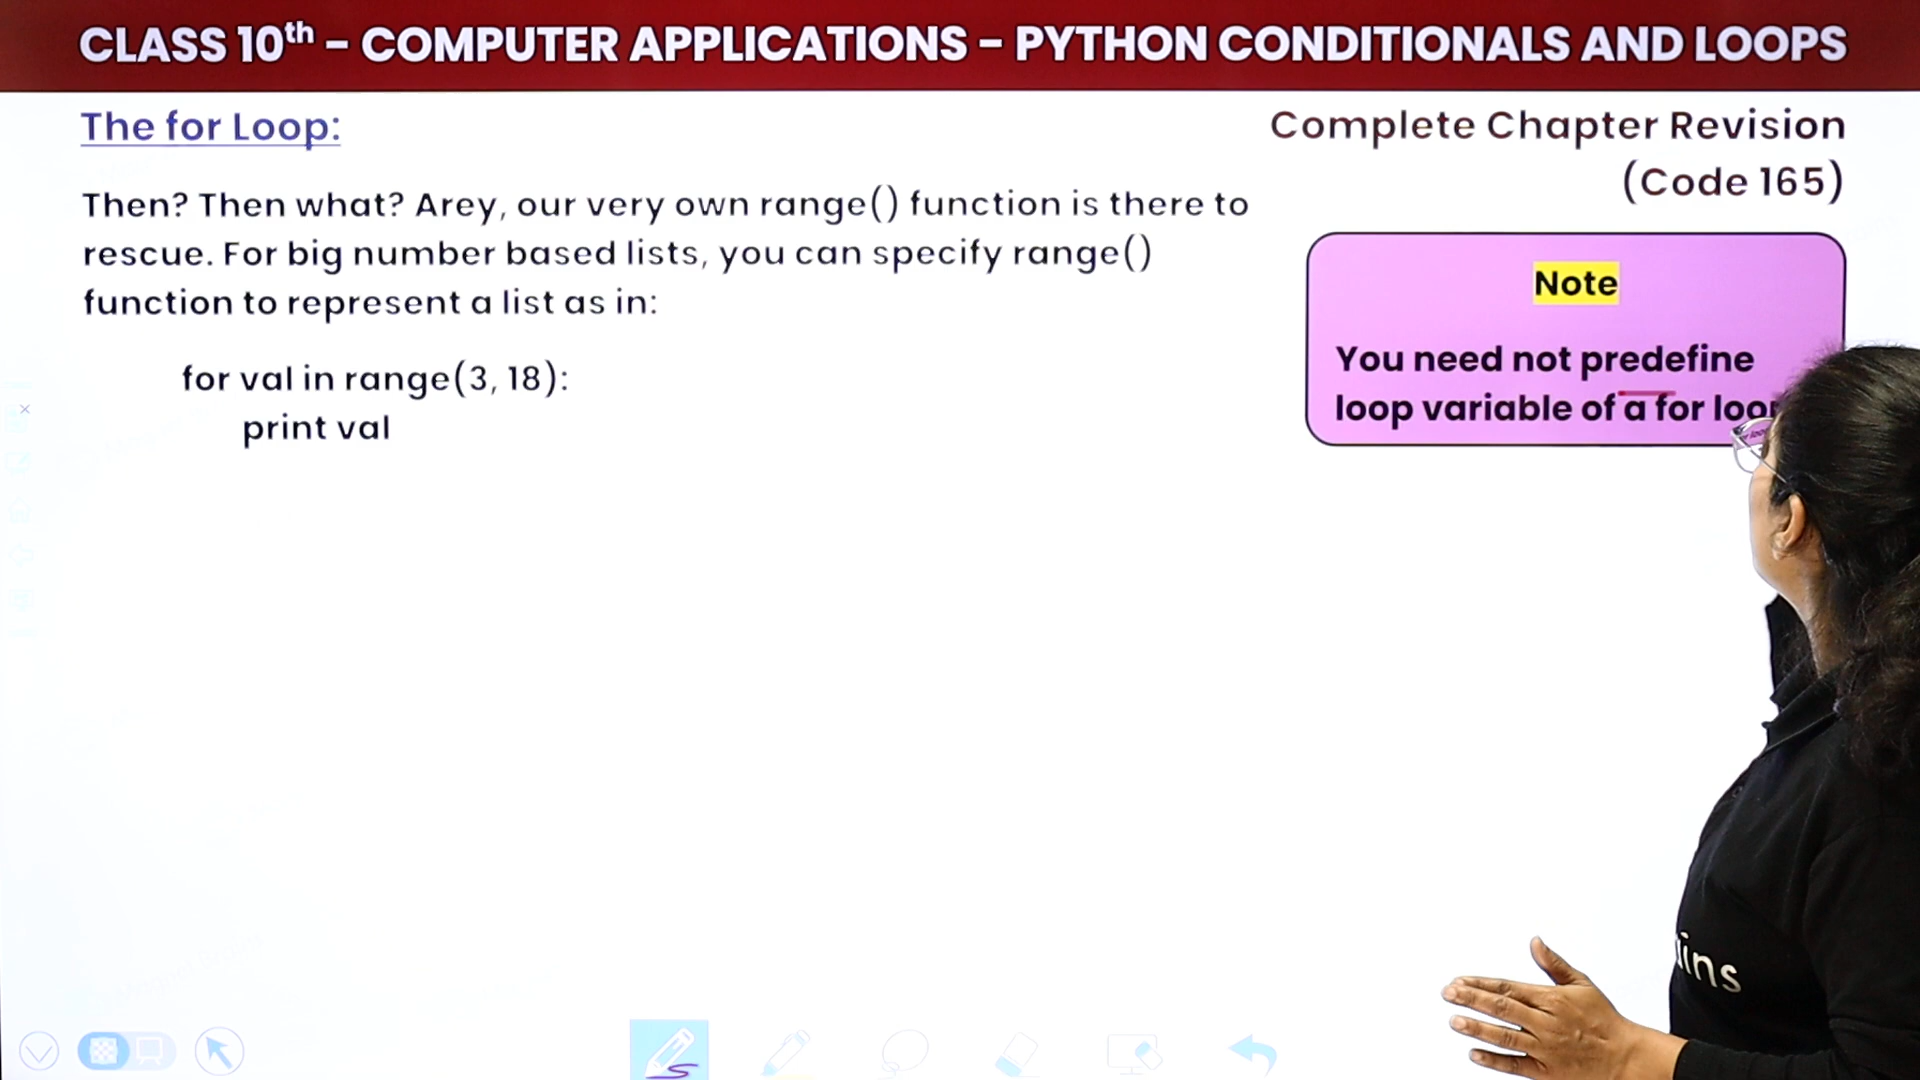 CLASS 10th – COMPUTER APPLICATIONS – PYTHON CONDITIONALS AND LOOPS
The for Loop:
Complete Chapter Revision
(Code 165)
Then? Then what? Arey, our very own range() function is there to
rescue. For big number based lists, you can specify range()
function to represent a list as in:
for val in range(3, 18):
print val
Note
You need not predefine
loop variable of a for
ins